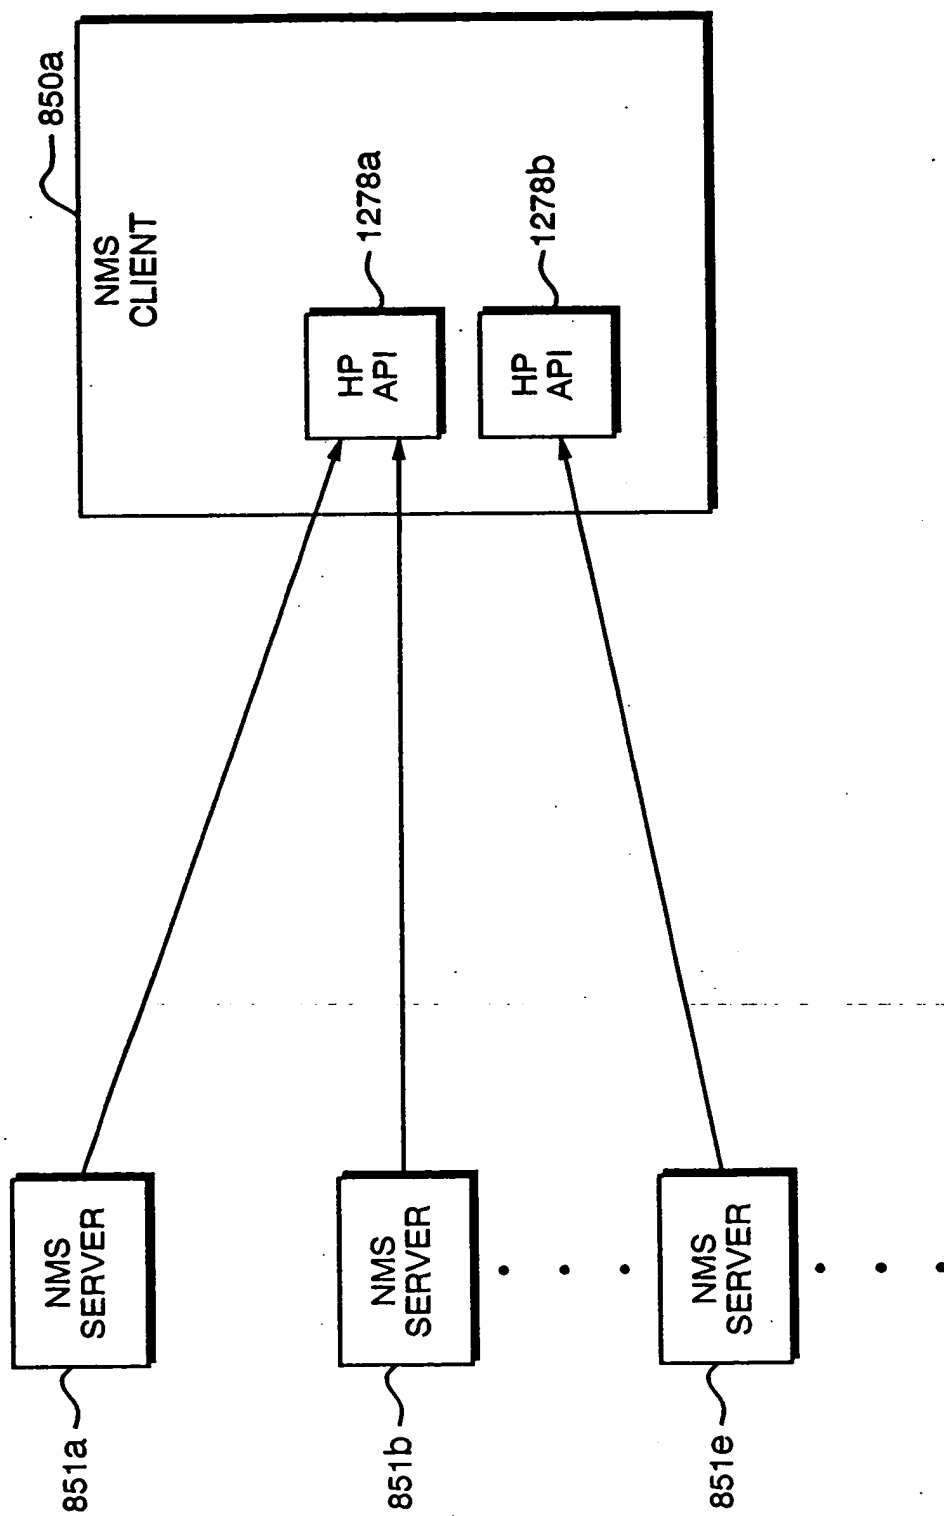 NMS
CLIENT
850a
HP
API
1278a
HP
API
1278b
NMS
SERVER
851a
NMS
SERVER
851b
NMS
SERVER
851e